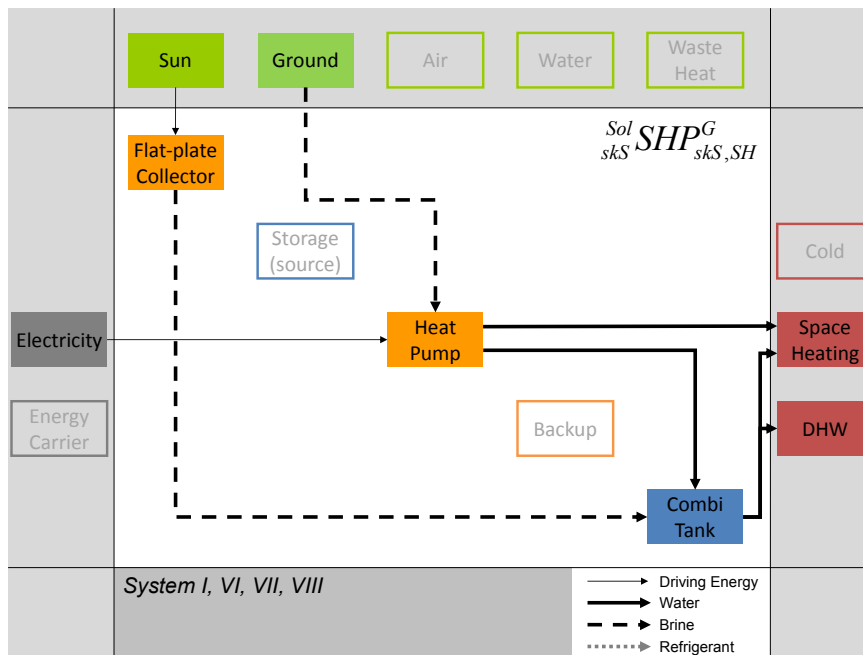 Sun
Ground
Air
Water
Waste
Heat
Flat-plate
Collector
Sol
skS SHP G
skS,SH
Storage
(source)
Cold
Electricity
Heat
Pump
Space
Heating
Energy
Carrier
Backup
DHW
Combi
Tank
System I, VI, VII, VIII
Driving Energy
Water
Brine
Refrigerant